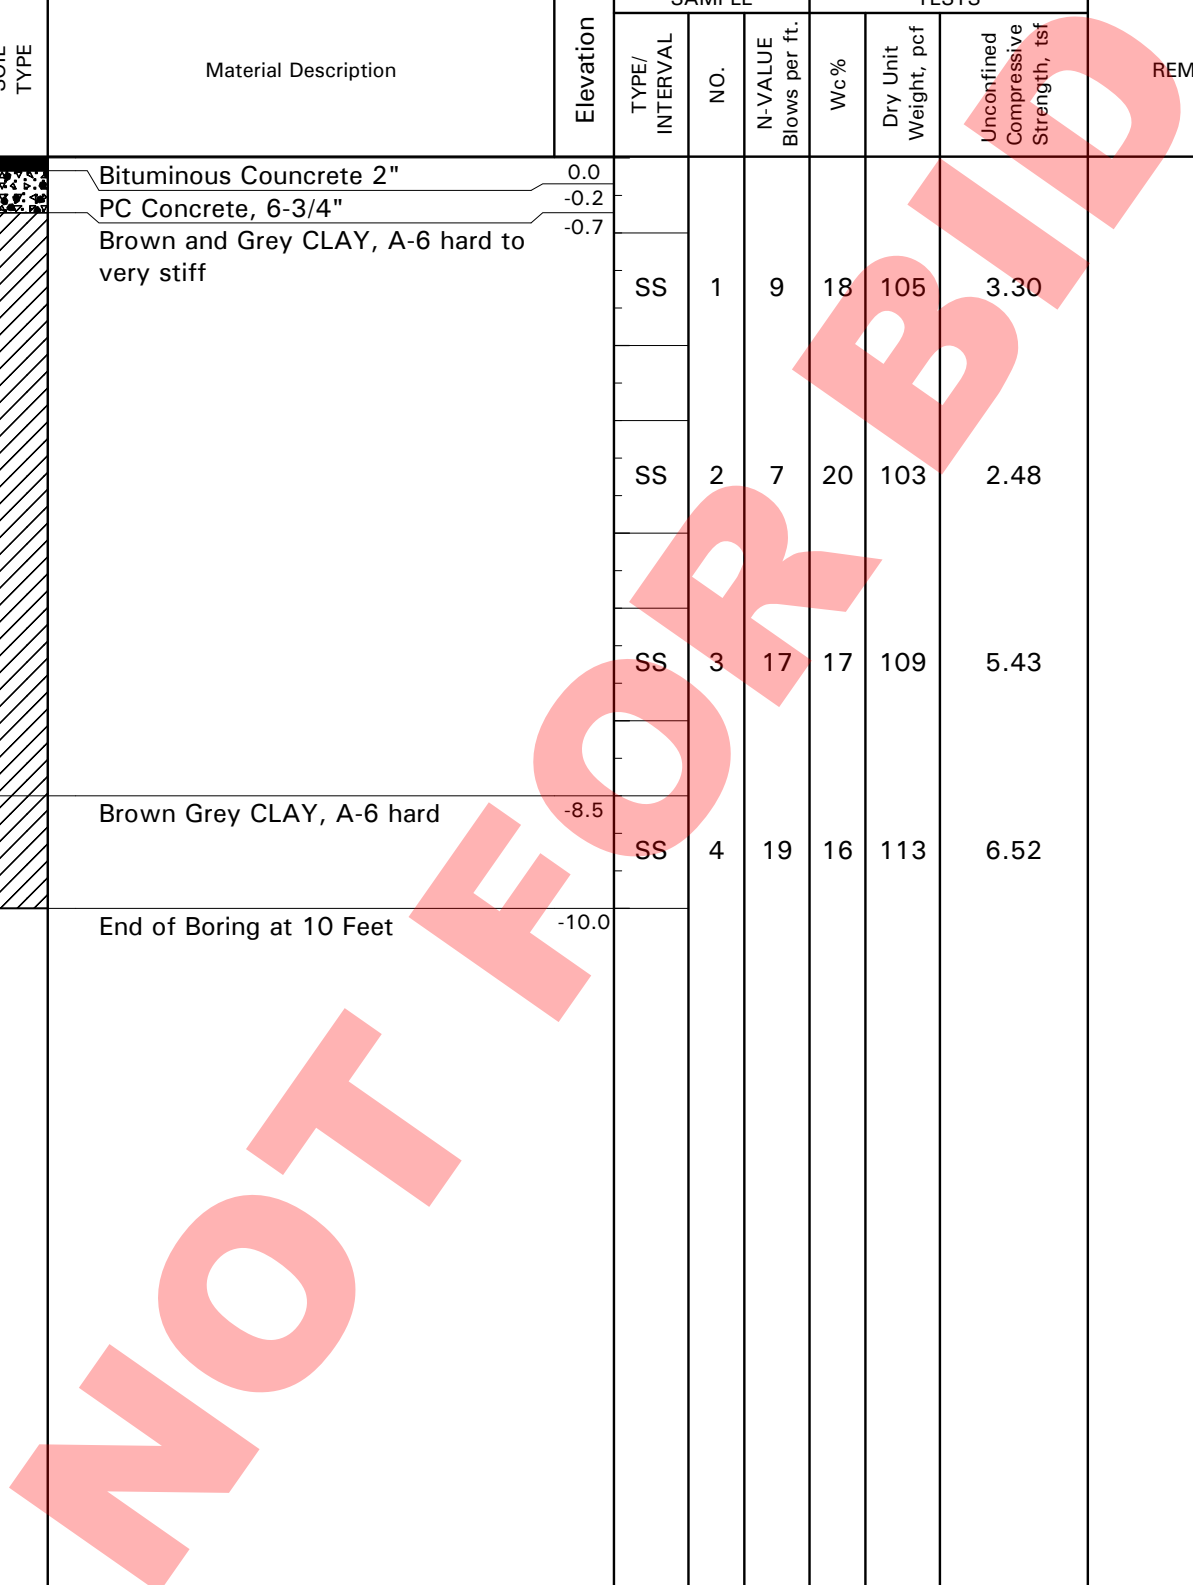 SAMPLE
TESTS
SOIL
TYPE
Material Description
Elevation
TYPE/
INTERVAL
NO.
N-VALUE
Blows per ft.
Wc%
Dry Unit
Weight, pcf
Unconfined
Compressive
Strength, tsf
REM
Bituminous Councrete 2" 0.0
-0.2
PC Concrete, 6-3/4"
-0.7
Brown and Grey CLAY, A-6 hard to
very stiff
SS 1 9 18 105 3.30
SS 2 7 20 103 2.48
SS 3 17 17 109 5.43
Brown Grey CLAY, A-6 hard -8.5
SS 4 19 16 113 6.52
End of Boring at 10 Feet -10.0
NOT FOR BID